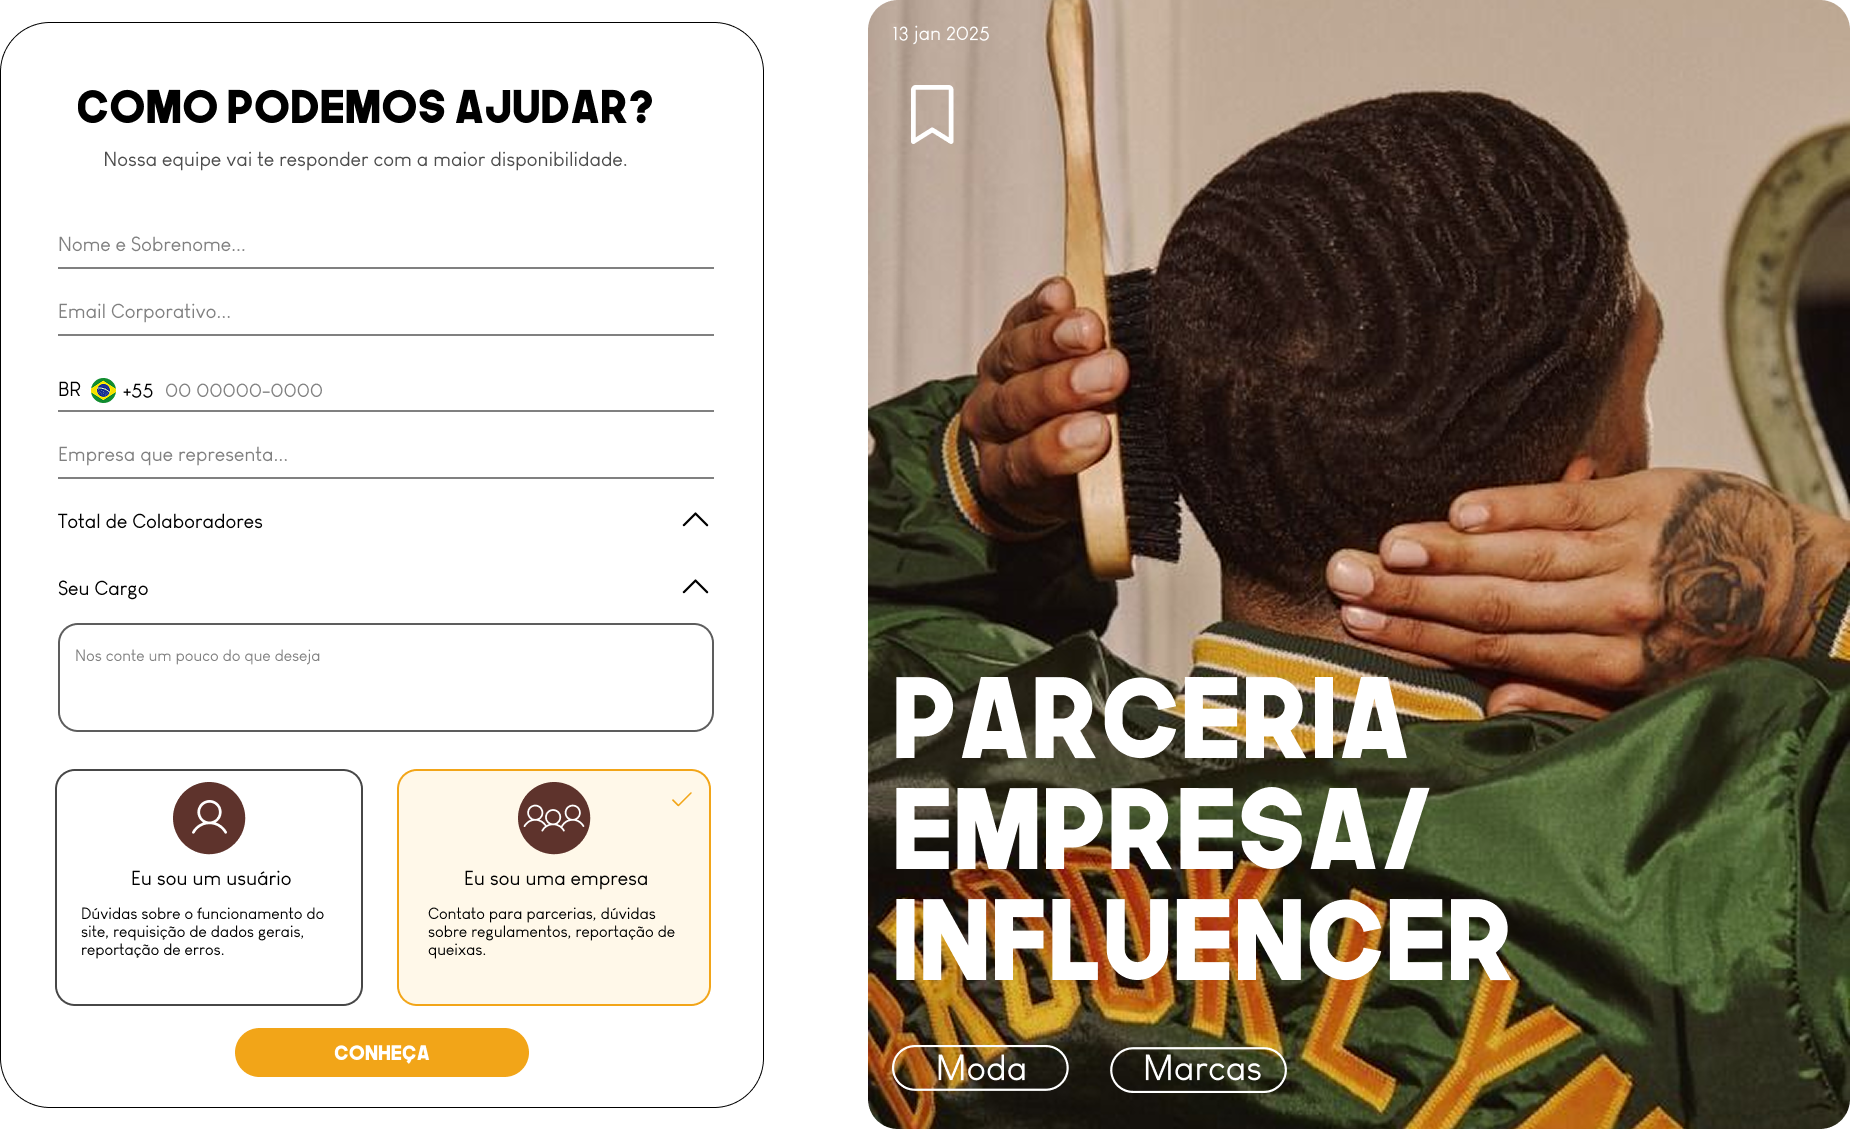 COMO PODEMOS AJUDAR?
Nossa equipe vai te responder com a maior disponibilidade.
Nome e Sobrenome...
Email Corporativo...
BR +55 00 00000-0000
Empresa que representa...
Total de Colaboradores
Seu Cargo
Nos conte um pouco do que deseja
Eu sou um usuário
Dúvidas sobre o funcionamento do
site, requisição de dados gerais,
reportação de erros.
Eu sou uma empresa
Contato para parcerias, dúvidas
sobre regulamentos, reportação de
queixas.
CONHEÇA
13 jan 2025
PARCERIA
EMPRESA/
INFLUENCER
BROOKLYN
Moda
Marcas